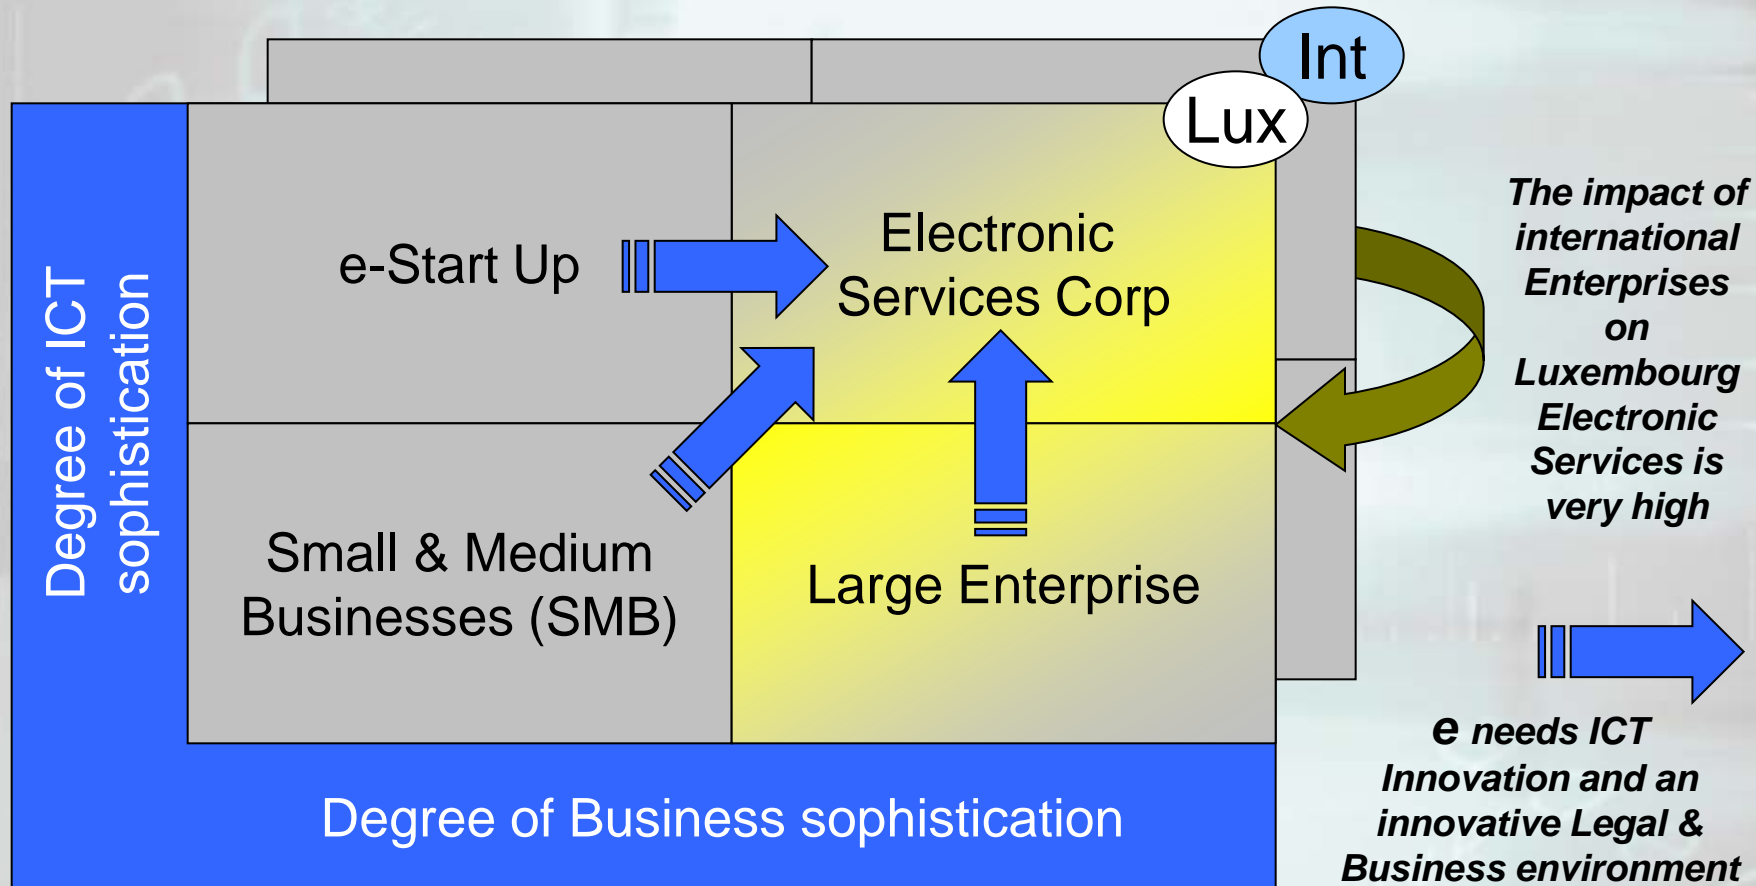 Int
Lux
Degree of ICT
sophistication
e-Start Up
Electronic
Services Corp
Small & Medium
Businesses (SMB)
Large Enterprise
Degree of Business sophistication
The impact of
international
Enterprises
on
Luxembourg
Electronic
Services is
very high
e needs ICT
Innovation and an
innovative Legal &
Business environment